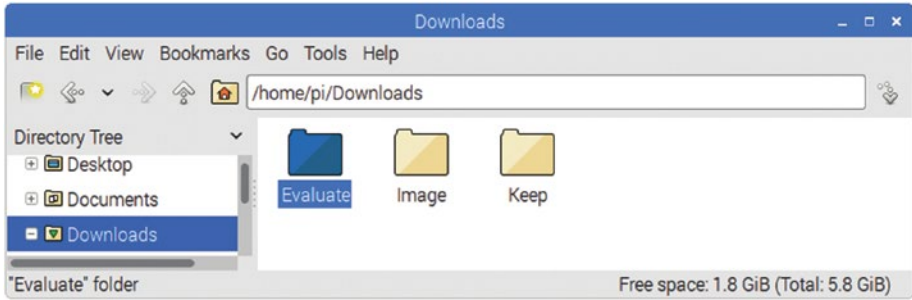 Downloads
File Edit View Bookmarks Go Tools Help
/home/pi/Downloads
Directory Tree
Desktop
Documents
Downloads
Evaluate Image Keep
"Evaluate" folder Free space: 1.8 GiB (Total: 5.8 GiB)